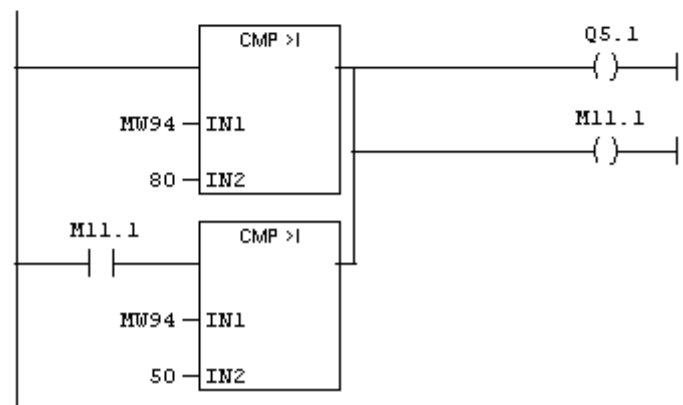 CMP >I
Q5.1
MW94
IN1
M11.1
80
IN2
M11.1
CMP >I
MW94
IN1
50
IN2